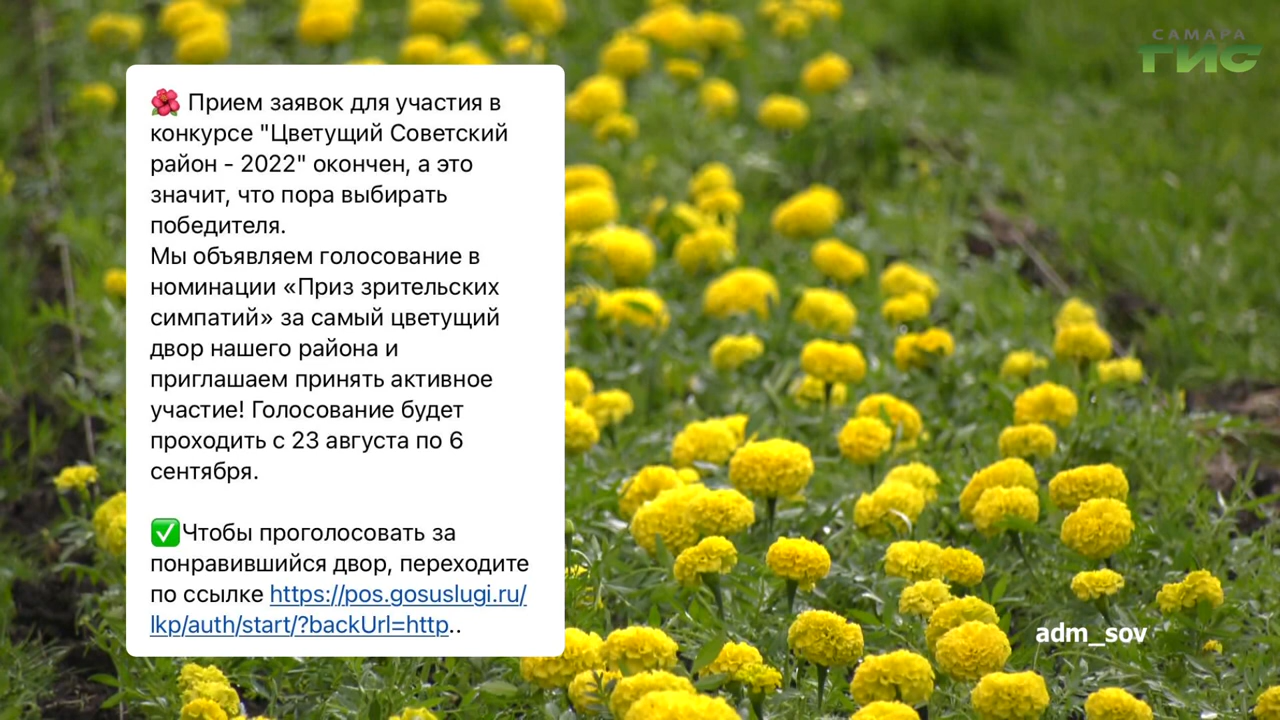 САМАРА
ГИС
🌺 Прием заявок для участия в
конкурсе "Цветущий Советский
район - 2022" окончен, а это
значит, что пора выбирать
победителя.
Мы объявляем голосование в
номинации «Приз зрительских
симпатий» за самый цветущий
двор нашего района и
приглашаем принять активное
участие! Голосование будет
проходить с 23 августа по 6
сентября.
✅Чтобы проголосовать за
понравившийся двор, переходите
по ссылке https://pos.gosuslugi.ru/
lkp/auth/start/?backUrl=http..
adm_sov